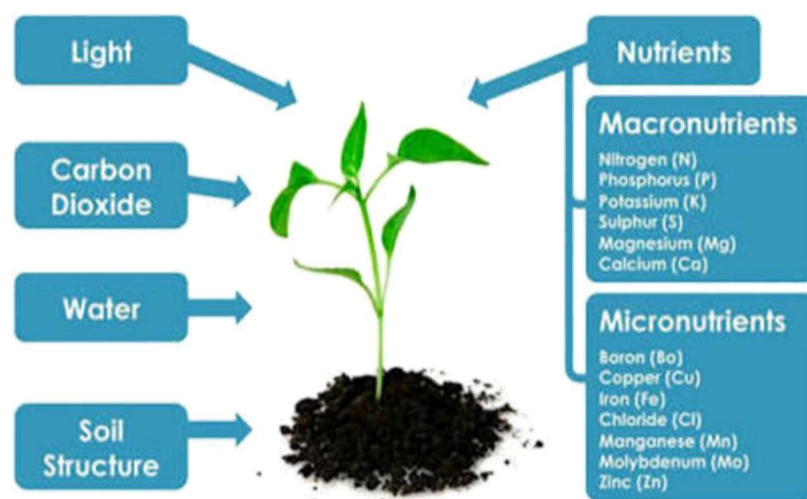 Light
Carbon
Dioxide
Water
Soil
Structure
Nutrients
Macronutrients
Nitrogen (N)
Phosphorus (P)
Potassium (K)
Sulphur (S)
Magnesium (Mg)
Calcium (Ca)
Micronutrients
Boron (Bo)
Copper (Cu)
Iron (Fe)
Chloride (Cl)
Manganese (Mn)
Molybdenum (Mo)
Zinc (Zn)